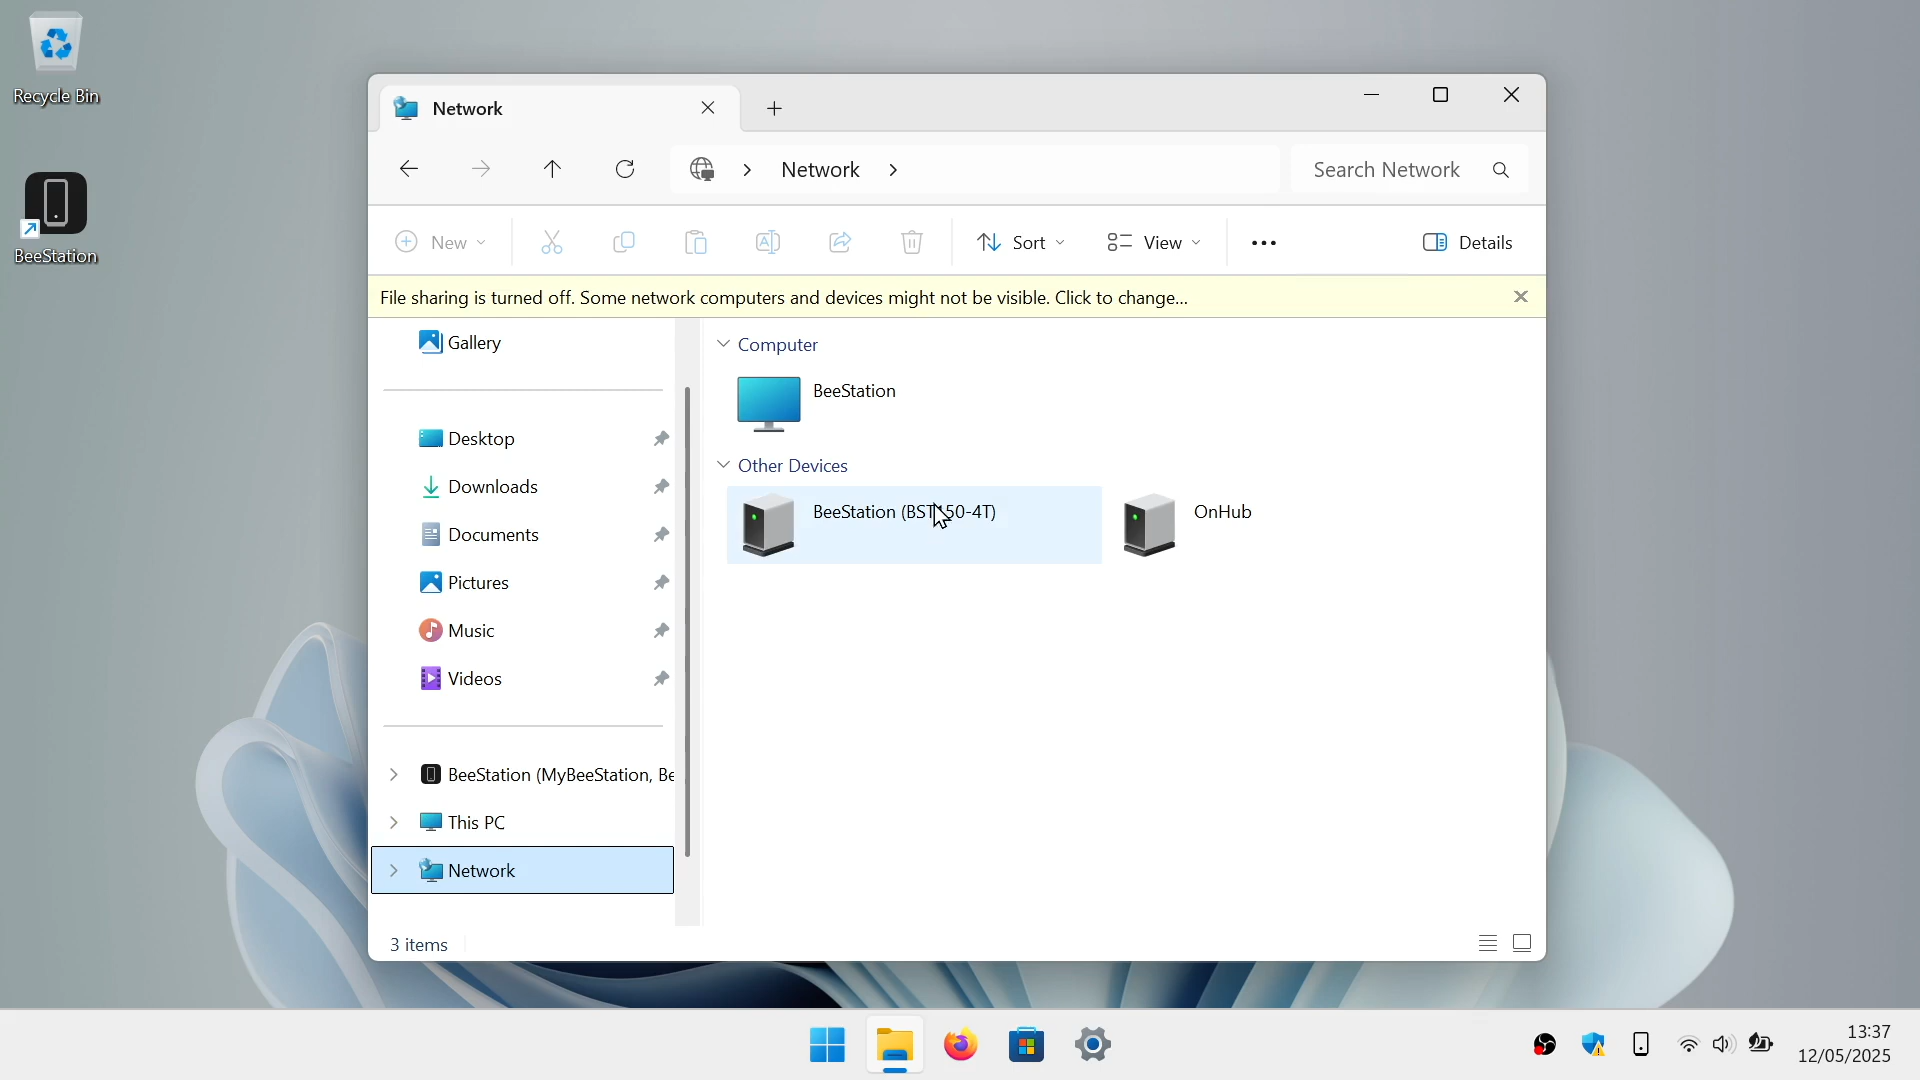 Recycle Bin
BeeStation
Network
Network
Search Network
New
Sort
View
Details
File sharing is turned off. Some network computers and devices might not be visible. Click to change...
Gallery
Desktop
Downloads
Documents
Pictures
Music
Videos
BeeStation (MyBeeStation, Be
This PC
Network
Computer
BeeStation
Other Devices
BeeStation (BST150-4T)
OnHub
3 items
13:37
12/05/2025